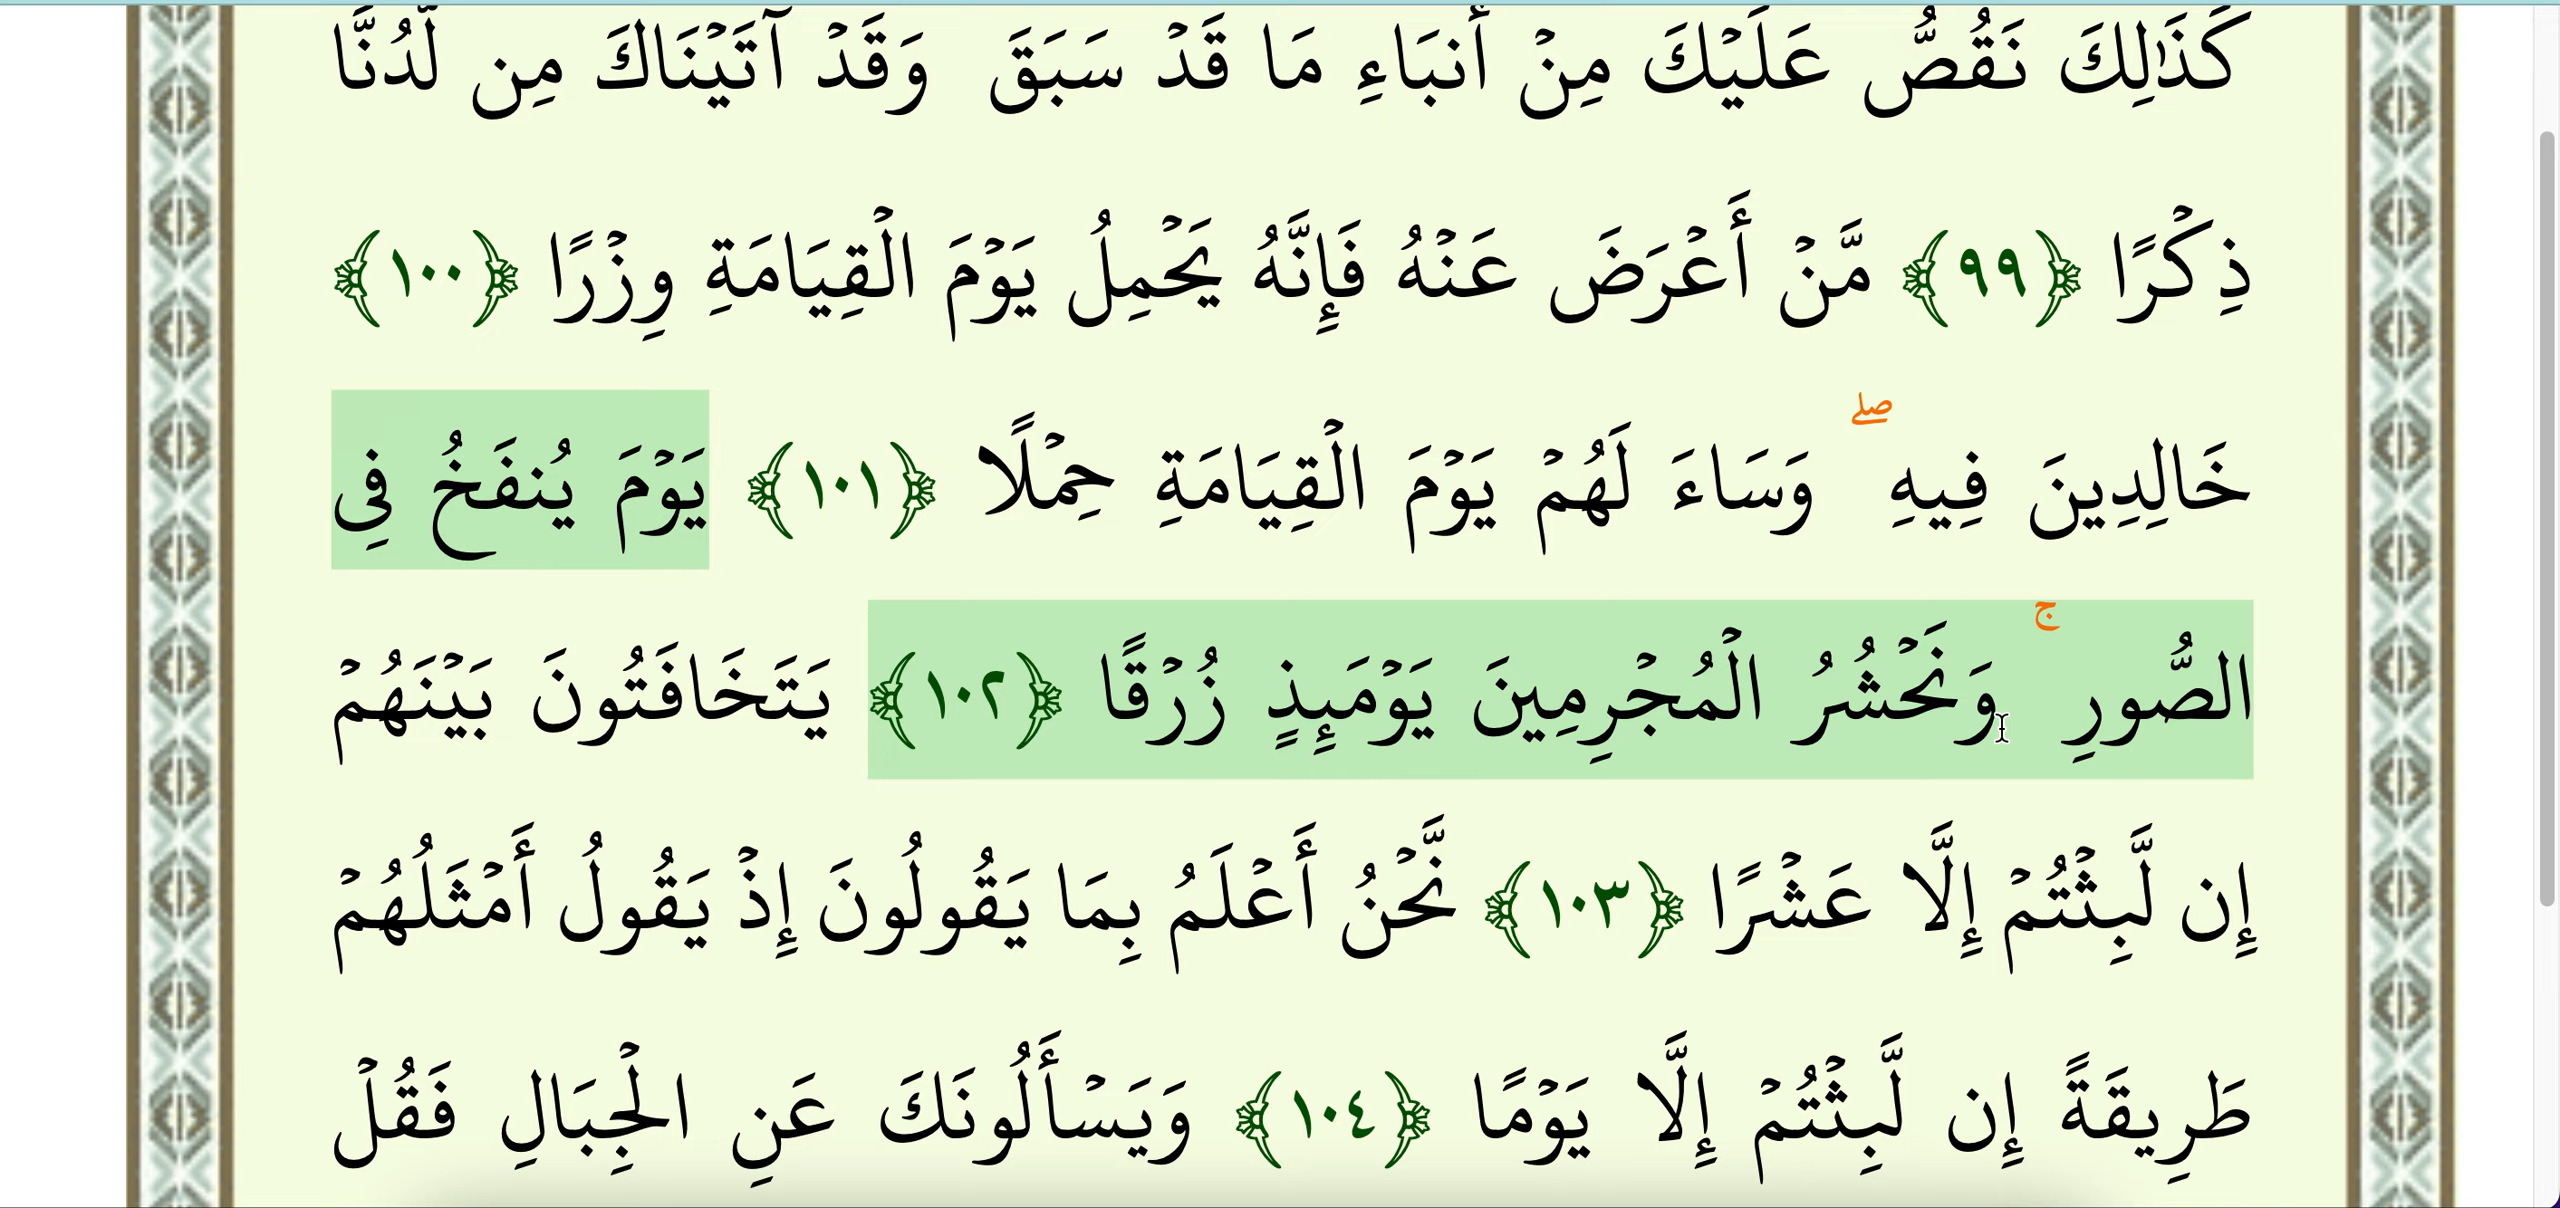 كَذَٰلِكَ نَقُصُّ عَلَيْكَ مِنْ أَنبَاءِ مَا قَدْ سَبَقَ وَقَدْ آتَيْنَاكَ مِن لَّدُنَّا
ذِكْرًا ﴿٩٩﴾ مَّنْ أَعْرَضَ عَنْهُ فَإِنَّهُ يَحْمِلُ يَوْمَ الْقِيَامَةِ وِزْرًا ﴿١٠٠﴾
خَالِدِينَ فِيهِ ۖ وَسَاءَ لَهُمْ يَوْمَ الْقِيَامَةِ حِمْلًا ﴿١٠١﴾ يَوْمَ يُنفَخُ فِي
الصُّورِ ۚ وَنَحْشُرُ الْمُجْرِمِينَ يَوْمَئِذٍ زُرْقًا ﴿١٠٢﴾ يَتَخَافَتُونَ بَيْنَهُمْ
إِن لَّبِثْتُمْ إِلَّا عَشْرًا ﴿١٠٣﴾ نَّحْنُ أَعْلَمُ بِمَا يَقُولُونَ إِذْ يَقُولُ أَمْثَلُهُمْ
طَرِيقَةً إِن لَّبِثْتُمْ إِلَّا يَوْمًا ﴿١٠٤﴾ وَيَسْأَلُونَكَ عَنِ الْجِبَالِ فَقُلْ